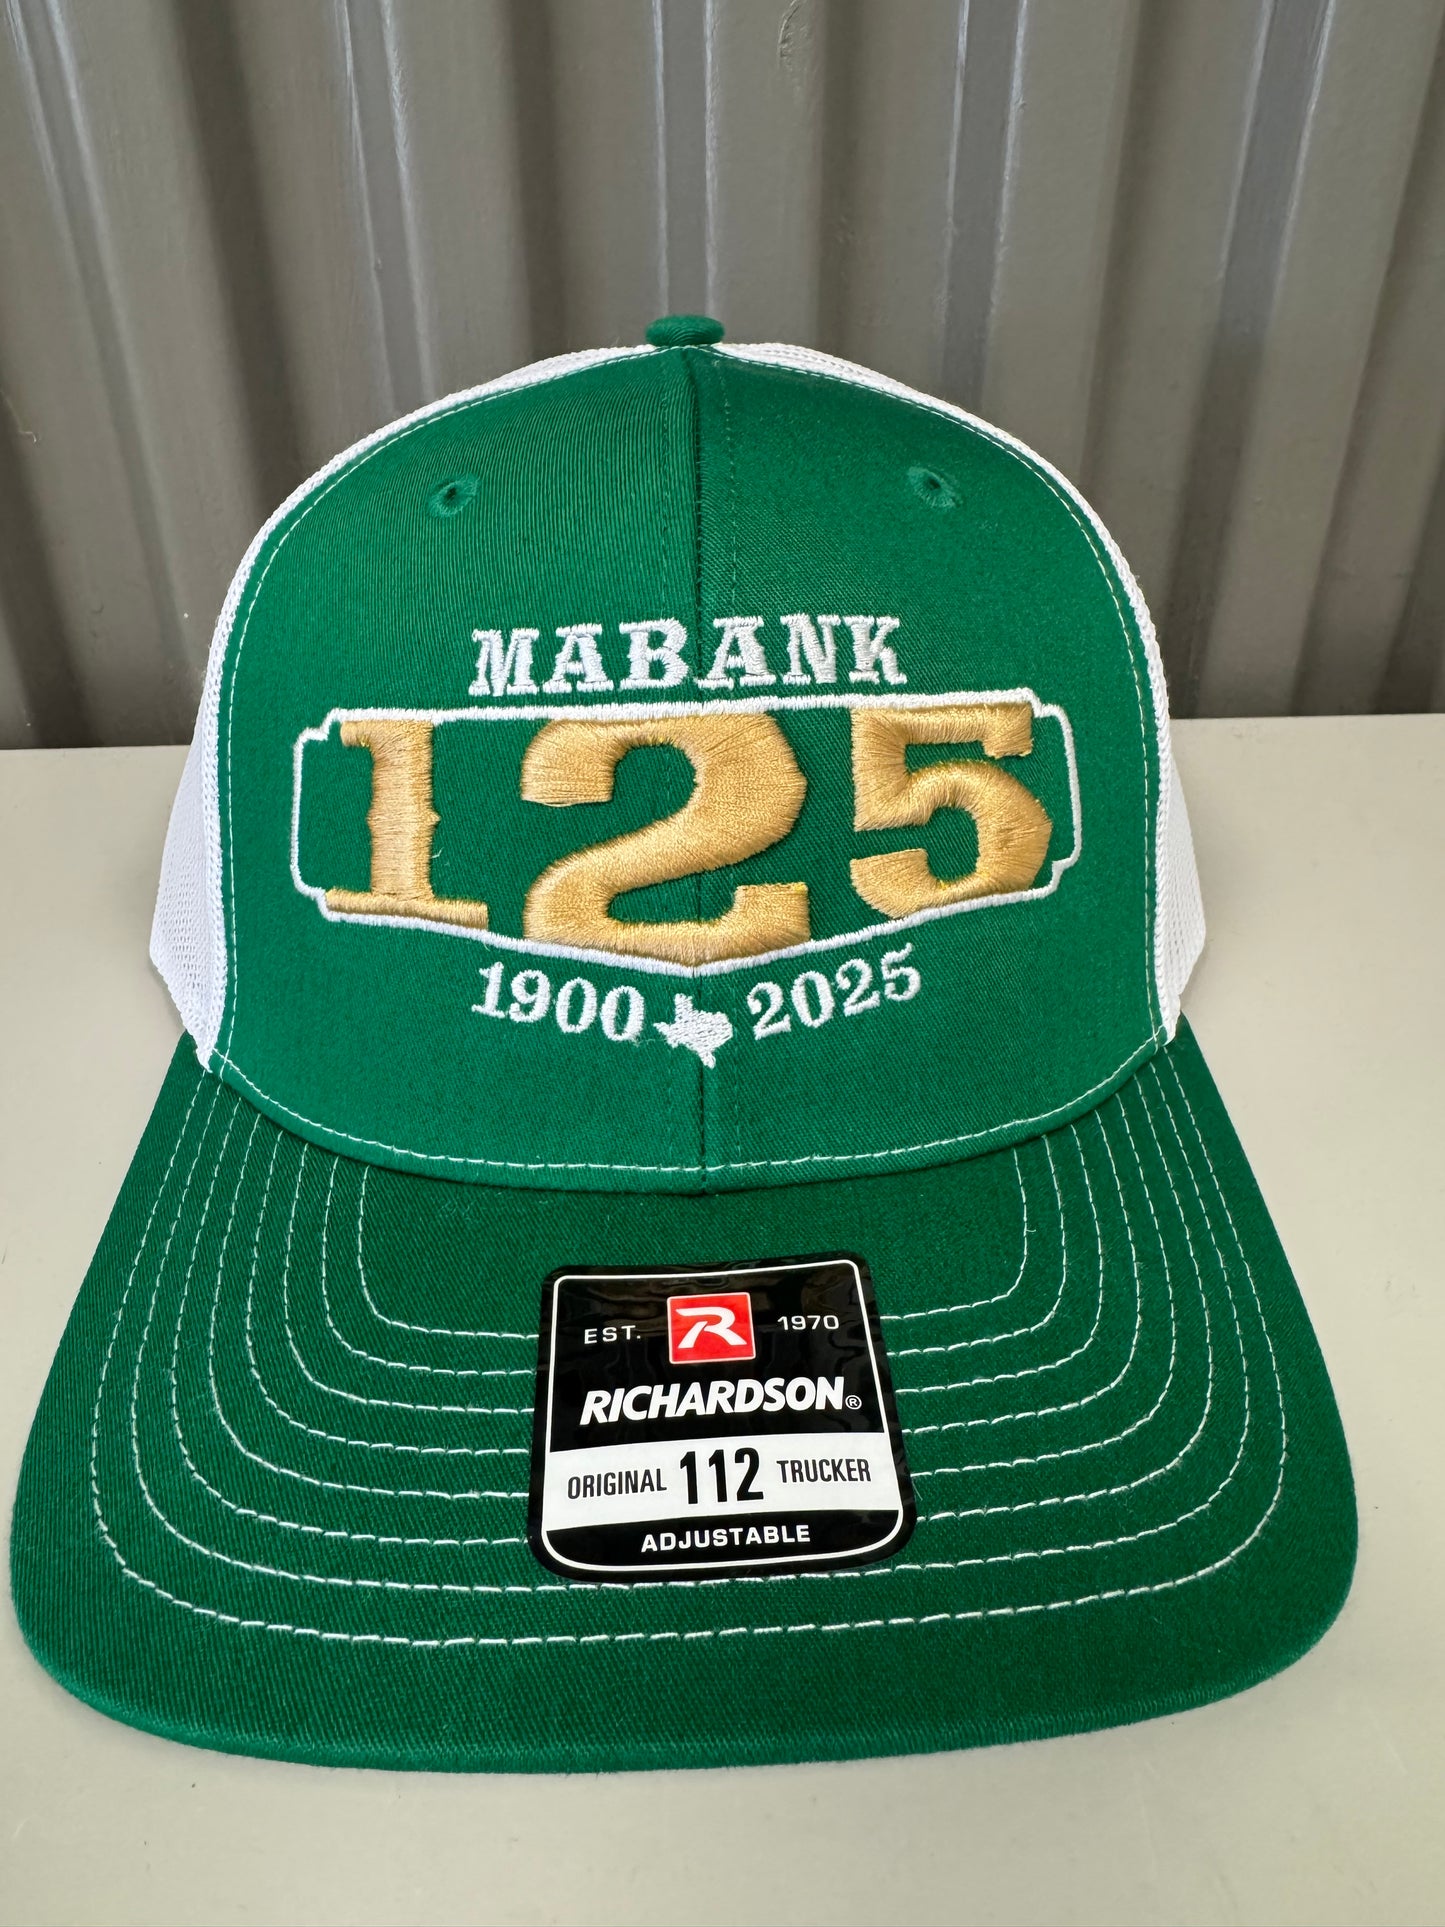 MABANK
125
1900 2025
EST. R 1970
RICHARDSON®
ORIGINAL 112 TRUCKER
ADJUSTABLE